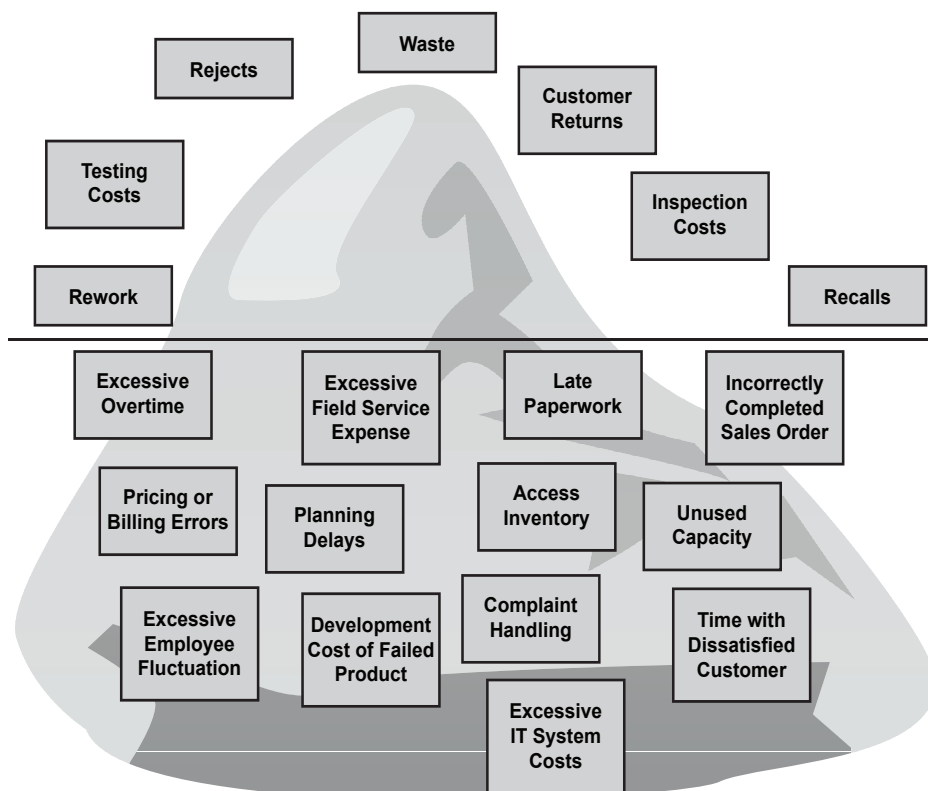 Waste
Rejects
Customer
Returns
Testing
Costs
Inspection
Costs
Rework
Recalls
Excessive
Overtime
Excessive
Field Service
Expense
Late
Paperwork
Incorrectly
Completed
Sales Order
Pricing or
Billing Errors
Planning
Delays
Access
Inventory
Unused
Capacity
Excessive
Employee
Fluctuation
Development
Cost of Failed
Product
Complaint
Handling
Time with
Dissatisfied
Customer
Excessive
IT System
Costs